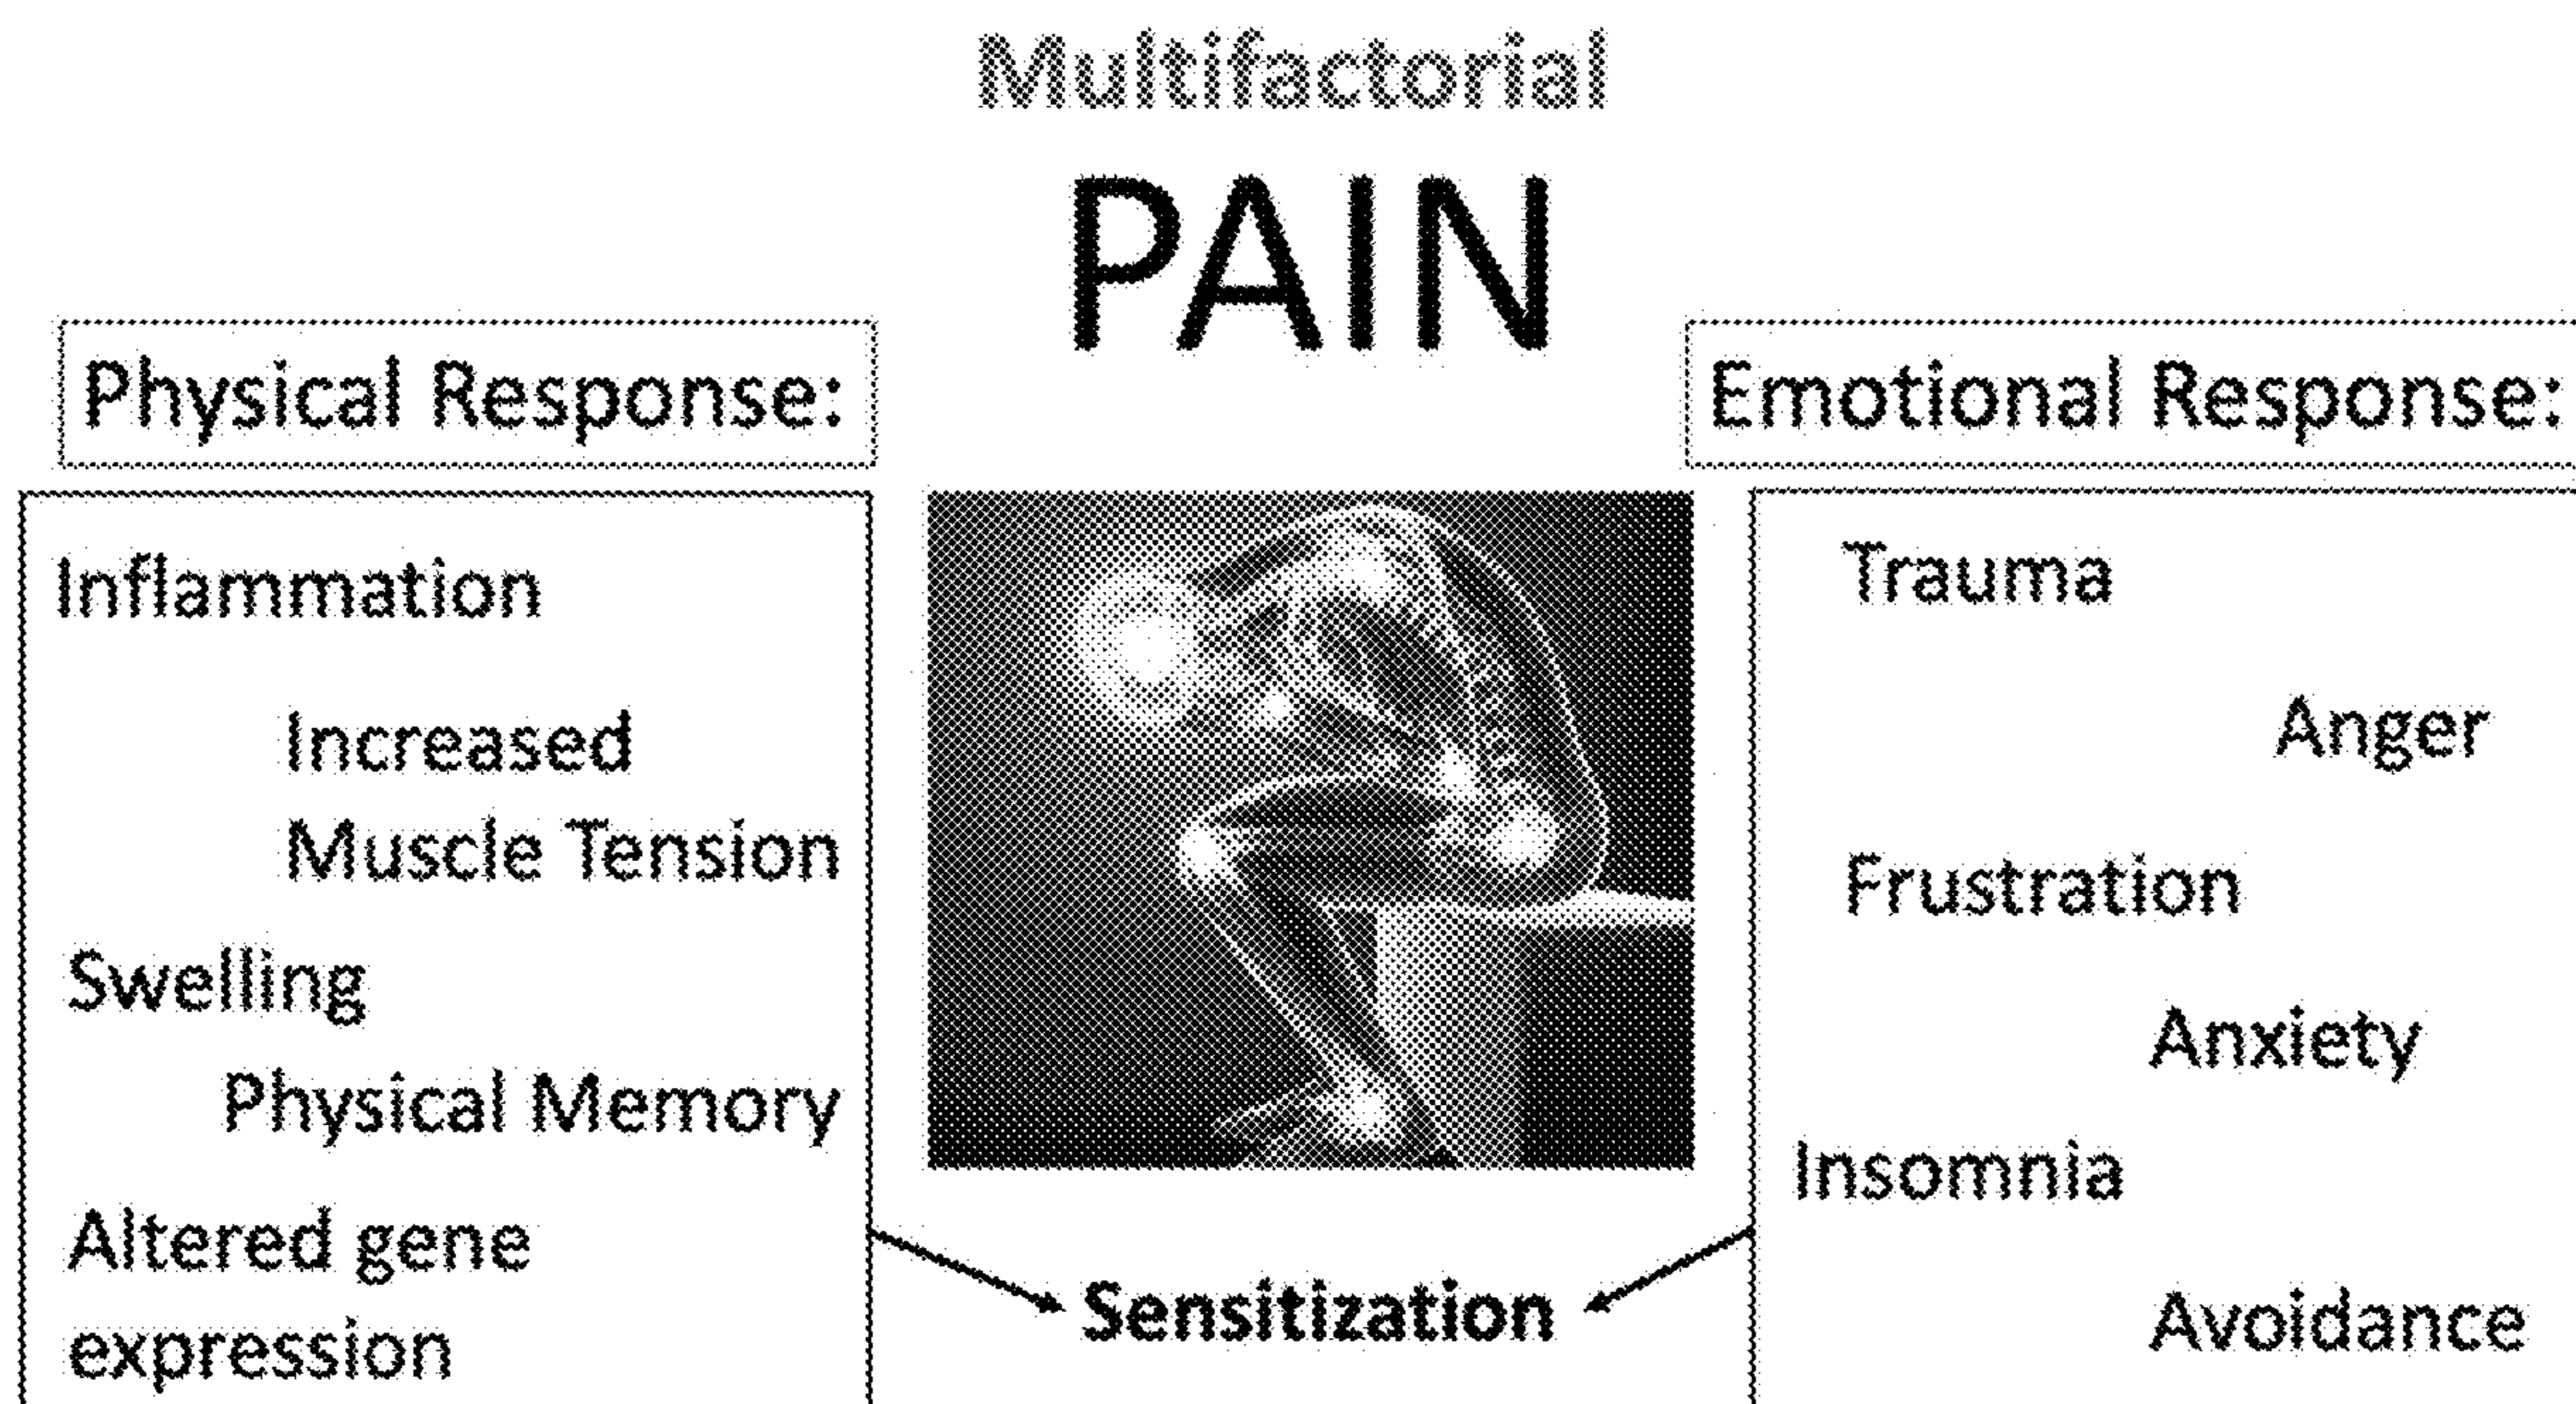 Multifactorial
PAIN
Physical Response:
Inflammation
Increased
Muscle Tension
Swelling
Physical Memory
Altered gene
expression
Emotional Response:
Trauma
Anger
Frustration
Anxiety
Insomnia
Avoidance
Sensitization